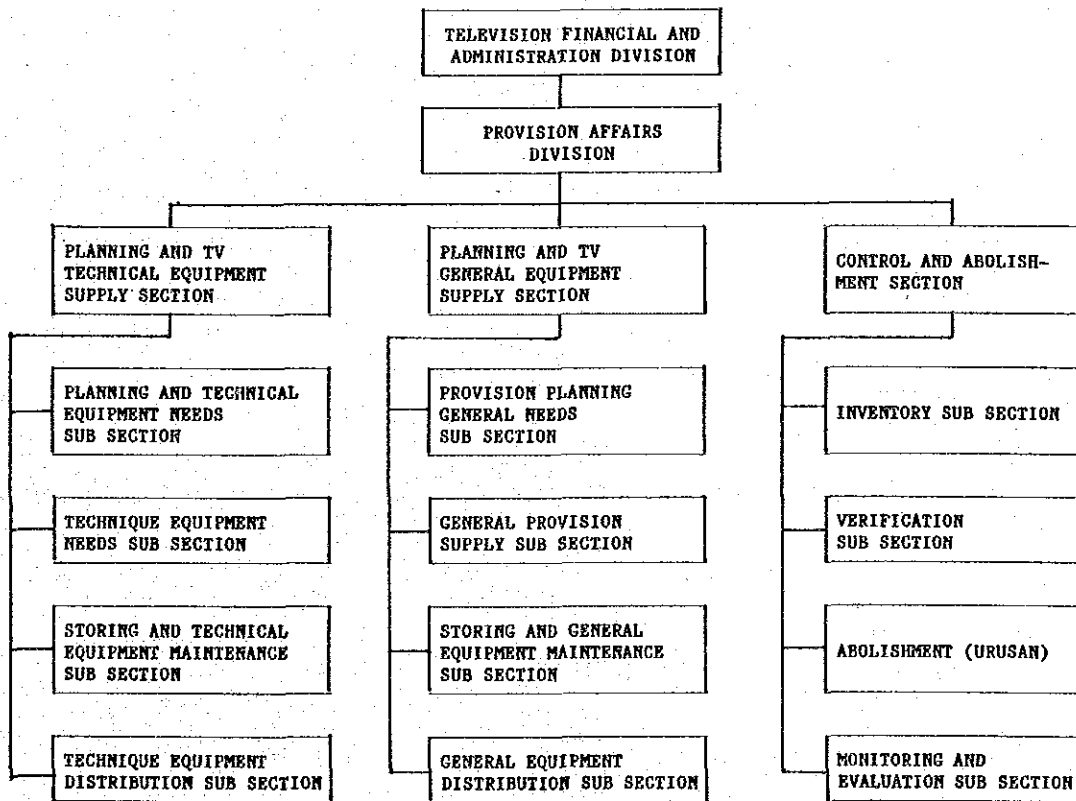 TELEVISION FINANCIAL AND
ADMINISTRATION DIVISION
PROVISION AFFAIRS
DIVISION
PLANNING AND TV
TECHNICAL EQUIPMENT
SUPPLY SECTION
PLANNING AND TECHNICAL
EQUIPMENT NEEDS
SUB SECTION
TECHNIQUE EQUIPMENT
NEEDS SUB SECTION
STORING AND TECHNICAL
EQUIPMENT MAINTENANCE
SUB SECTION
TECHNIQUE EQUIPMENT
DISTRIBUTION SUB SECTION
PLANNING AND TV
GENERAL EQUIPMENT
SUPPLY SECTION
PROVISION PLANNING
GENERAL NEEDS
SUB SECTION
GENERAL PROVISION
SUPPLY SUB SECTION
STORING AND GENERAL
EQUIPMENT MAINTENANCE
SUB SECTION
GENERAL EQUIPMENT
DISTRIBUTION SUB SECTION
CONTROL AND ABOLISH-
MENT SECTION
INVENTORY SUB SECTION
VERIFICATION
SUB SECTION
ABOLISHMENT (URUSAN)
MONITORING AND
EVALUATION SUB SECTION